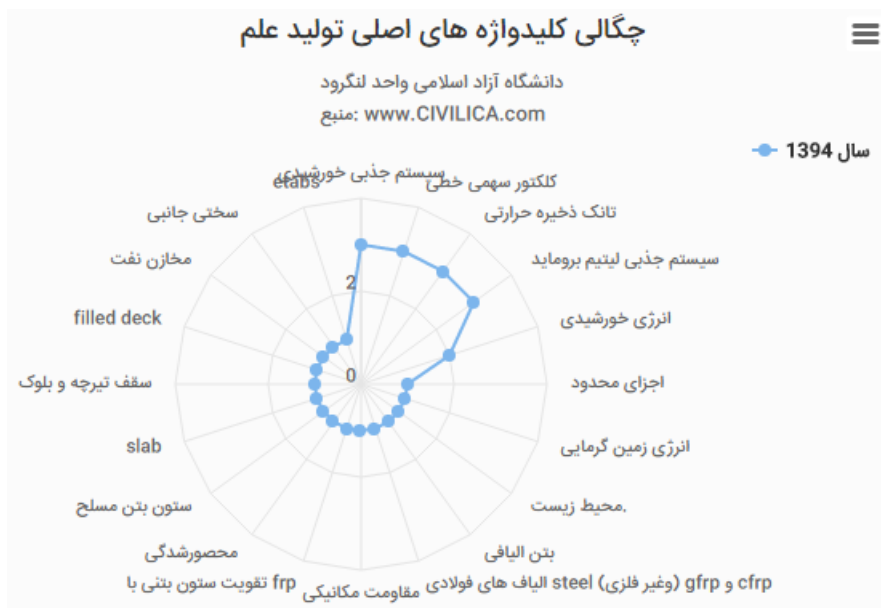 چگالی کلیدواژه های اصلی تولید علم
دانشگاه آزاد اسلامی واحد لنگرود
منبع: www.CIVILICA.com
سال 1394
سیستم جذبی خورشیدی
کلکتور سهمی خطی
تانک ذخیره حرارتی
سیستم جذبی لیتیم بروماید
انرژی خورشیدی
اجزای محدود
انرژی زمین گرمایی
محیط زیست.
بتن الیافی
الیاف های فولادی steel (وغیر فلزی) gfrp و cfrp
مقاومت مکانیکی
تقویت ستون بتنی با frp
محصورشدگی
ستون بتن مسلح
slab
سقف تیرچه و بلوک
filled deck
مخازن نفت
سختی جانبی
etabs
2
0